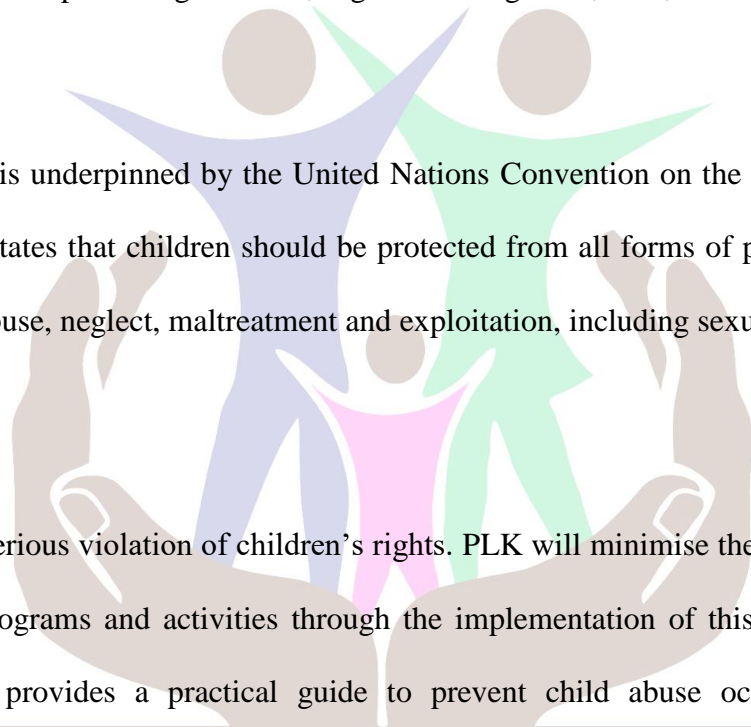 is underpinned by the United Nations Convention on the
tates that children should be protected from all forms of p
use, neglect, maltreatment and exploitation, including sexu
erious violation of children’s rights. PLK will minimise the
ograms and activities through the implementation of this
provides a practical guide to prevent child abuse oc